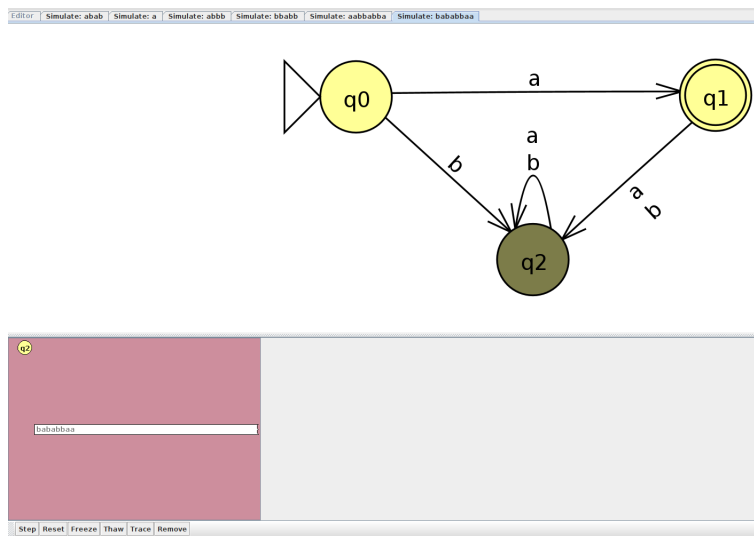 Editor Simulate: abab Simulate: a Simulate: abbb Simulate: bbabb Simulate: aabbabba Simulate: bababbaa
q0
a
q1
a
b
b
a
b
q2
q2
bababbaa
Step Reset Freeze Thaw Trace Remove